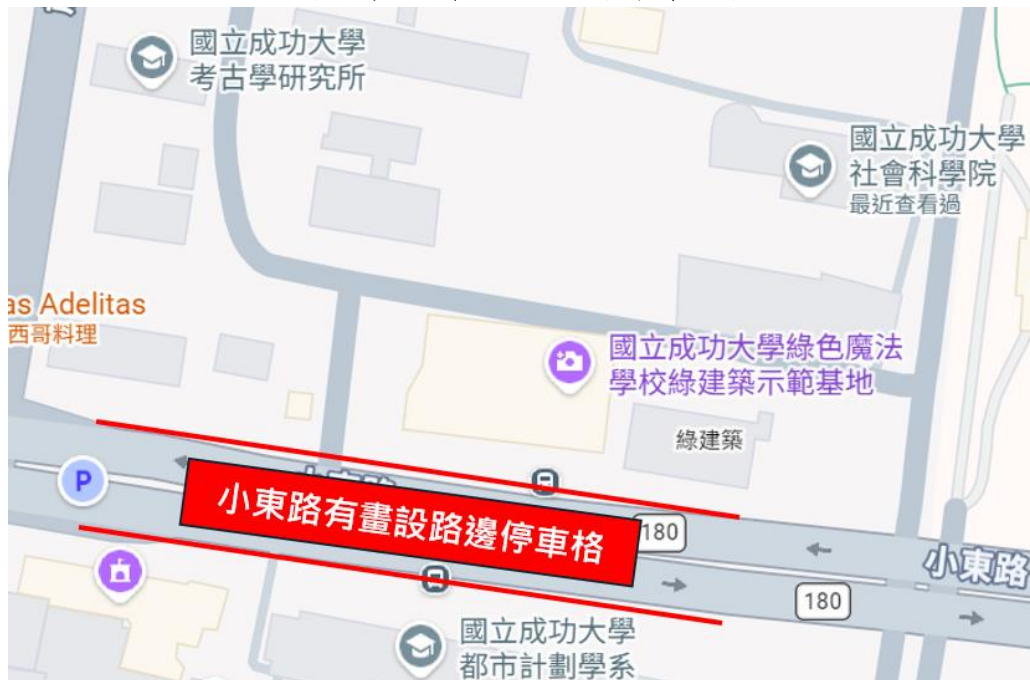 國立成功大學
考古學研究所
國立成功大學
社會科學院
最近查看過
as Adelitas
西哥料理
國立成功大學綠色魔法
學校綠建築示範基地
綠建築
P
小東路
小東路有畫設路邊停車格
180
小東路
180
國立成功大學
都市計劃學系